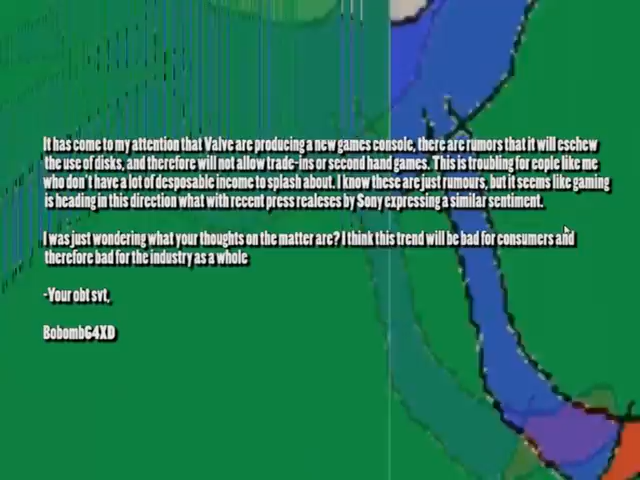 It has come to my attention that Valve are producing a new games console, there are rumors that it will eschew
the use of disks, and therefore will not allow trade-ins or second hand games. This is troubling for eople like me
who don't have a lot of desposable income to splash about. I know these are just rumours, but it seems like gaming
is heading in this direction what with recent press realeses by Sony expressing a similar sentiment.
I was just wondering what your thoughts on the matter are? I think this trend will be bad for consumers and
therefore bad for the industry as a whole
-Your obt svt,
Bobomb64XD